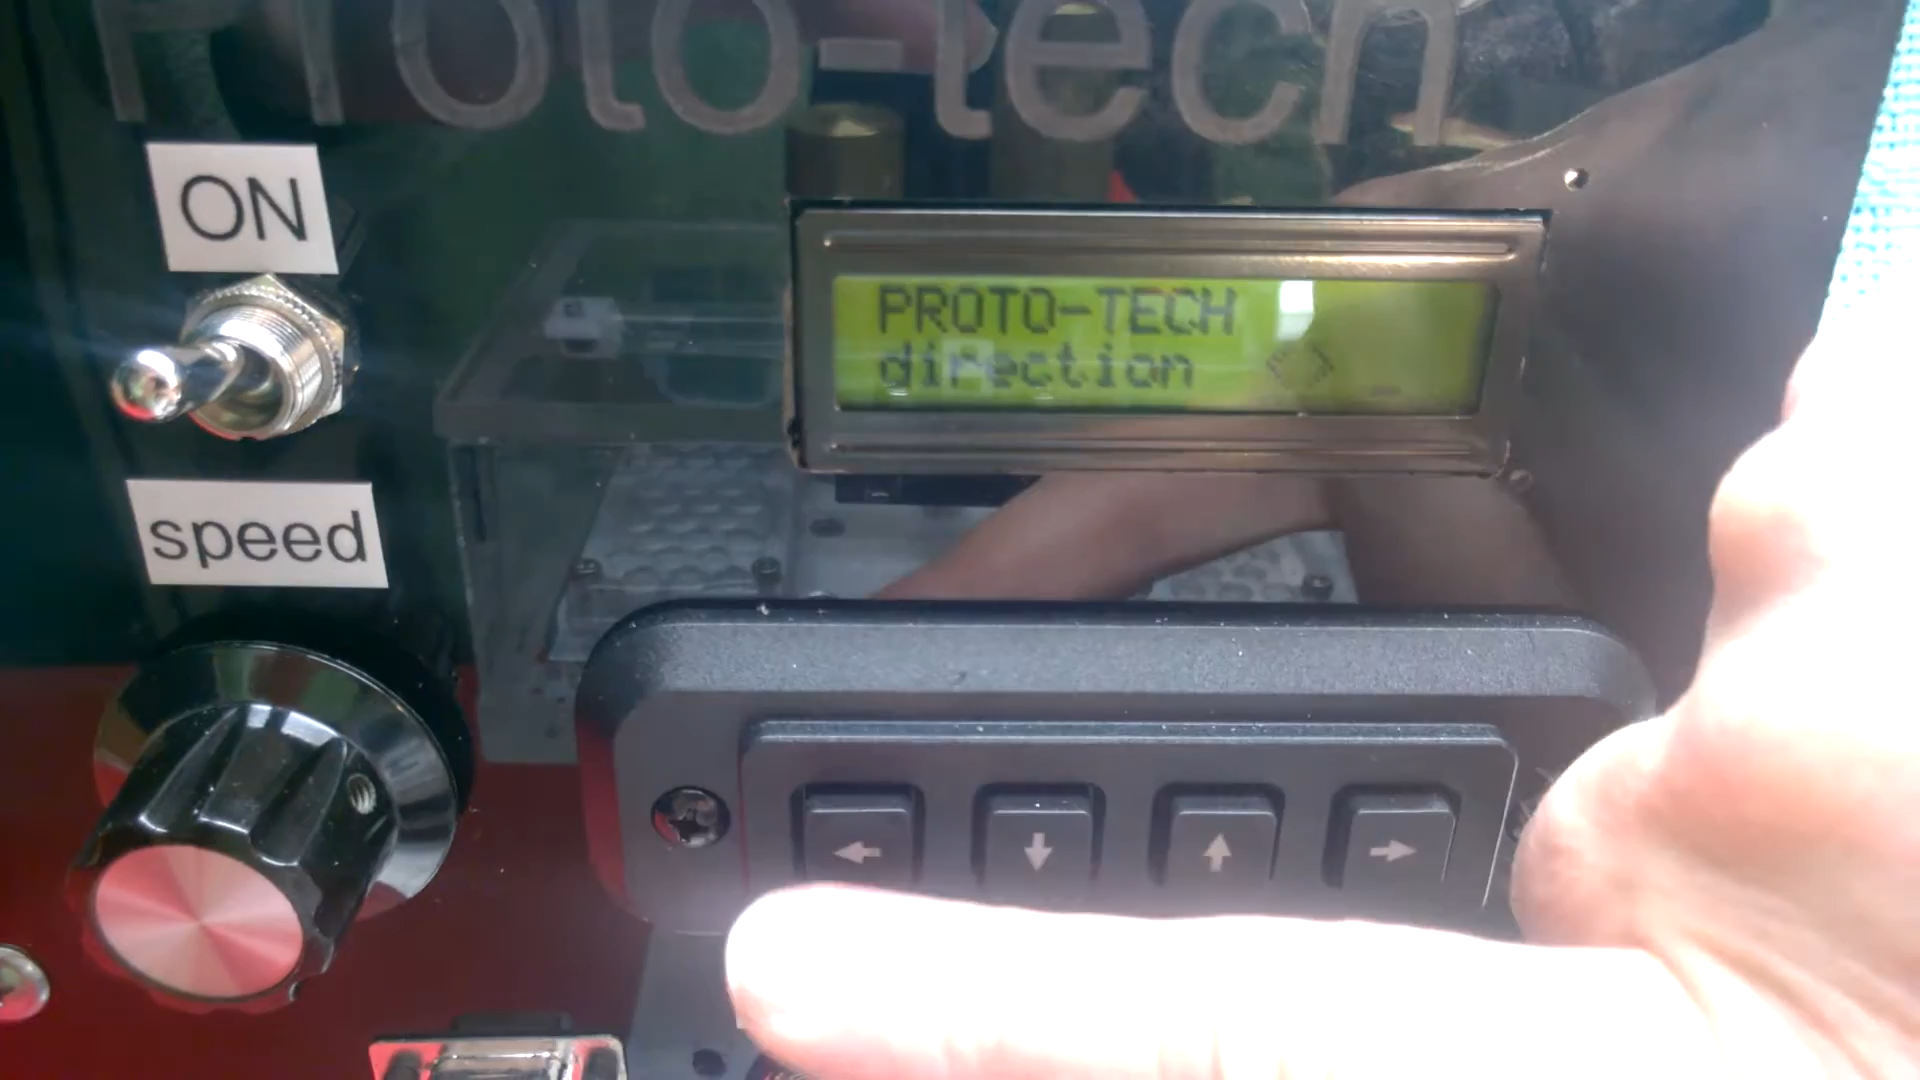 Proto-tech
ON
PROTO-TECH
direction
speed
← ↓ ↑ →